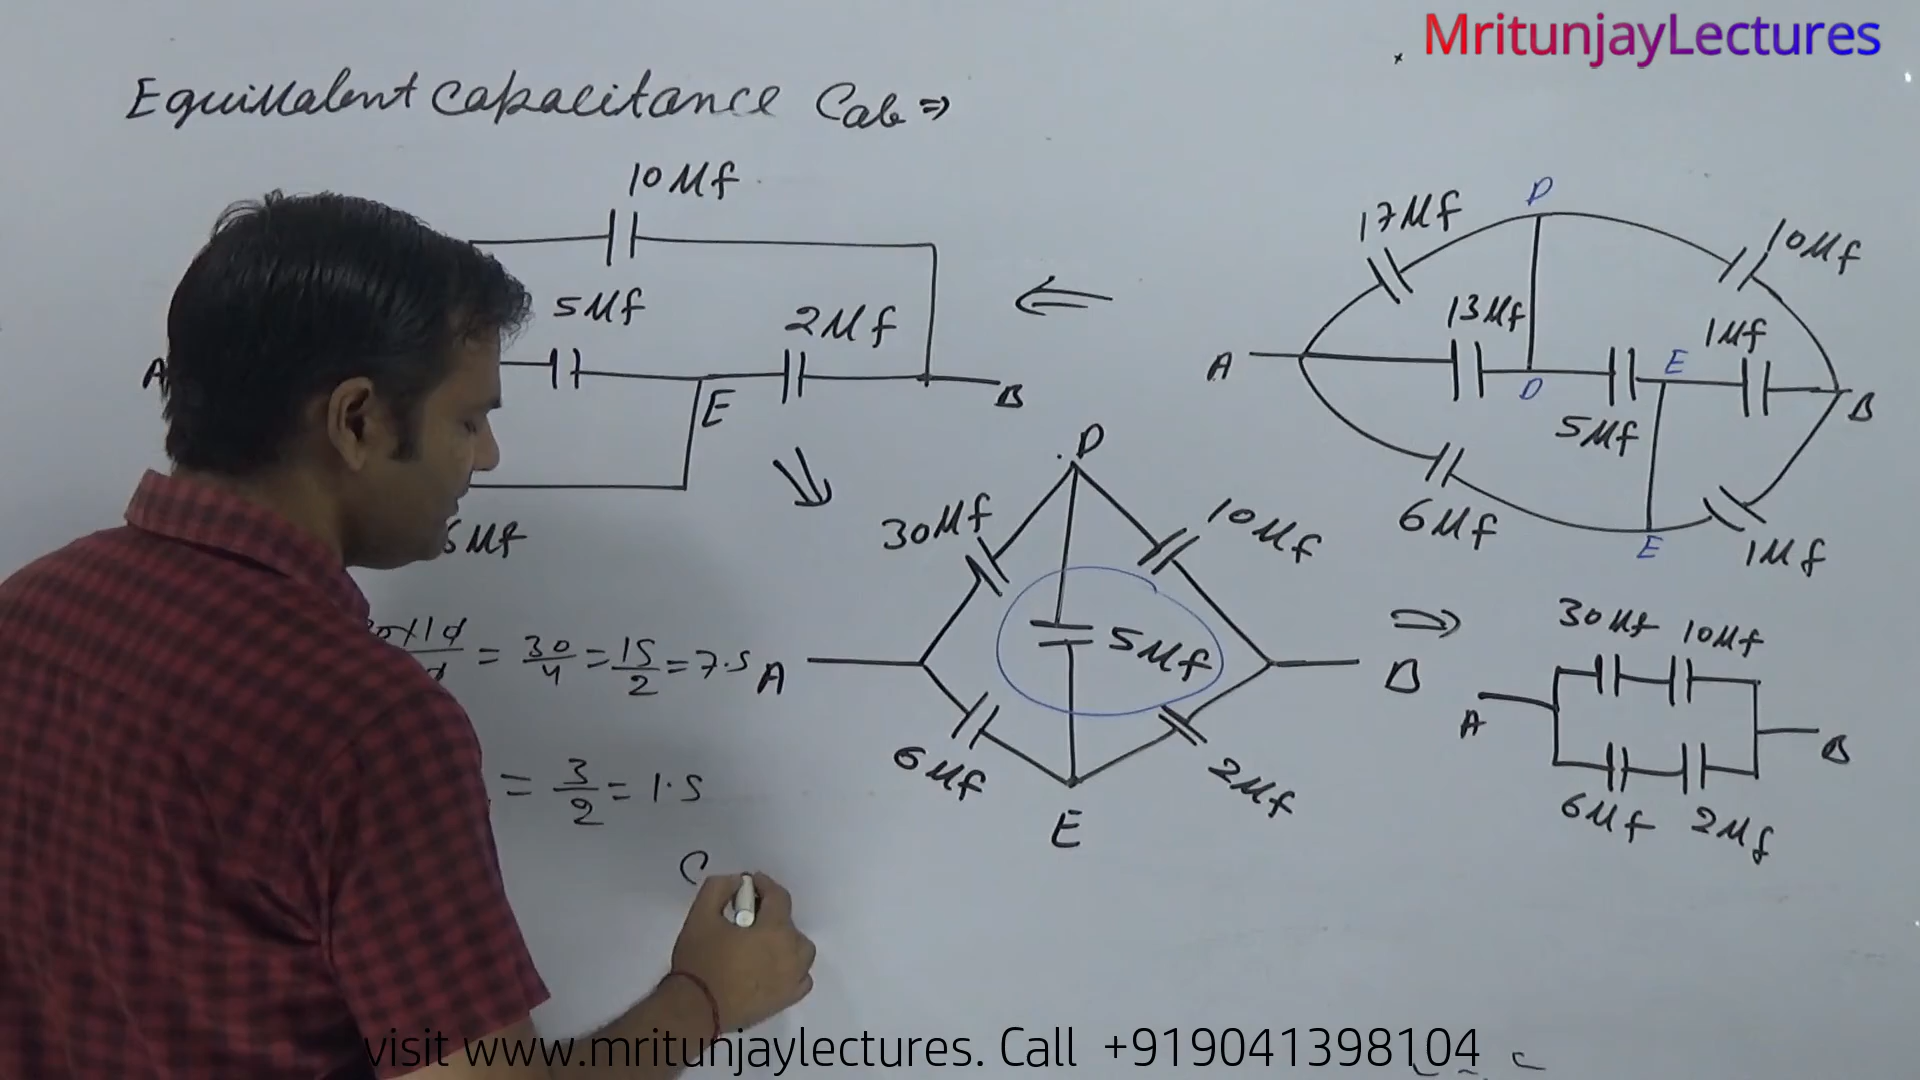 MritunjayLectures
Equivalent Capacitance Cab ⇒
10 Mf
5Mf
2Mf
A
E
B
17Mf
D
10Mf
13Mf
1Mf
A
D
E
B
5Mf
6Mf
E
1Mf
D
30Mf
10Mf
A
5Mf
B
6Mf
2Mf
E
= 30/4 = 15/2 = 7.5
= 3/2 = 1.5
C
30Mf 10Mf
A
B
6Mf 2Mf
visit www.mritunjaylectures. Call +919041398104